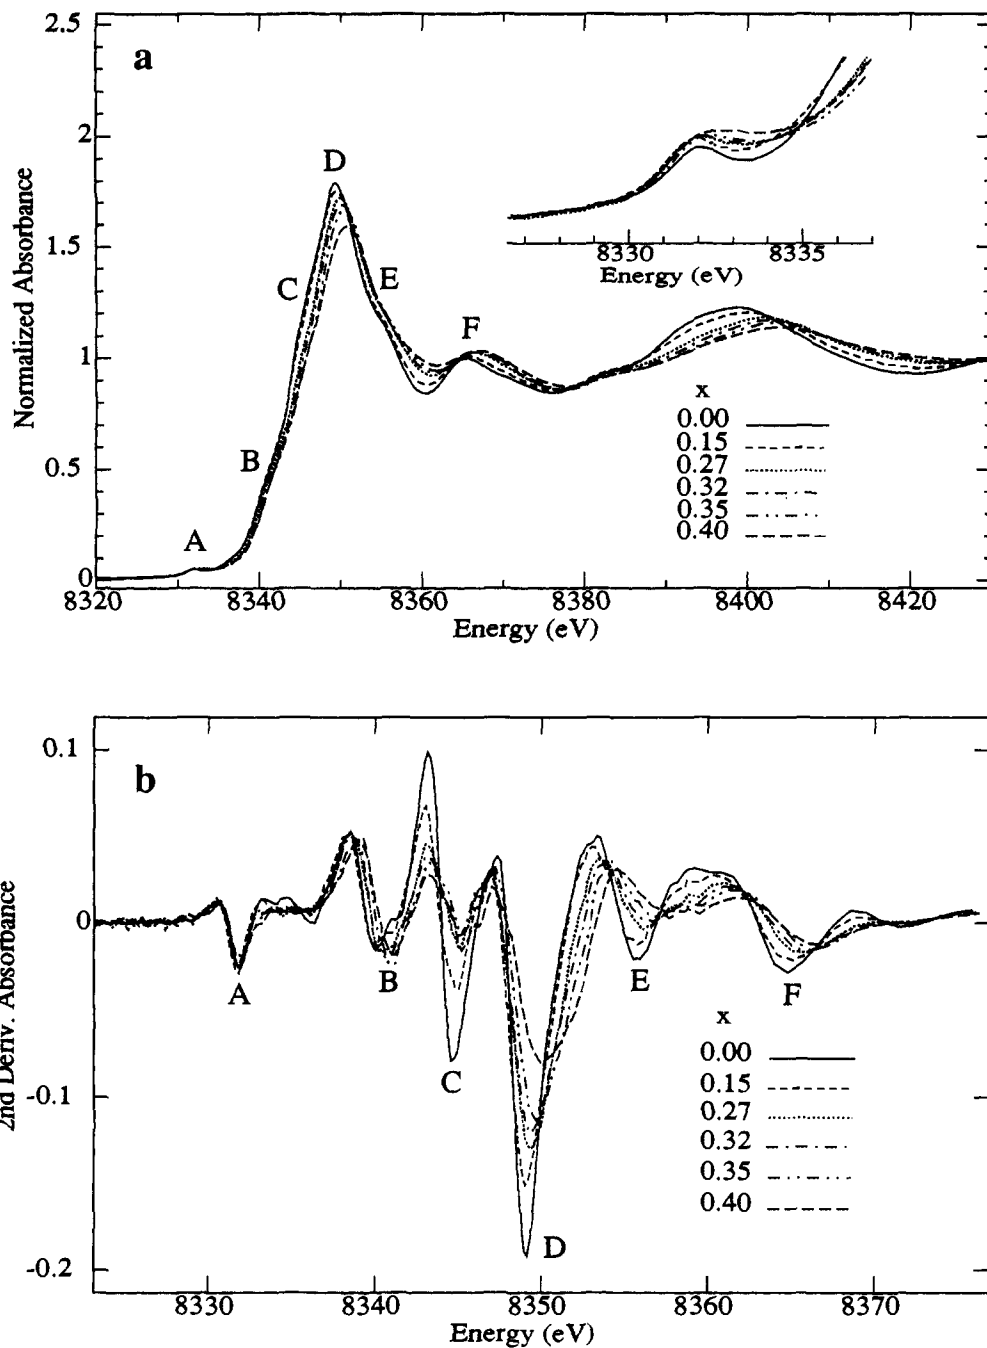 2.5
a
2
D
Normalized Absorbance
1.5
C
E
8330
8335
Energy (eV)
F
1
x
0.00
0.15
0.27
0.32
0.35
0.40
B
0.5
A
0
8320
8340
8360
8380
8400
8420
Energy (eV)
0.1
b
2nd Deriv. Absorbance
0
A
B
E
F
x
0.00
0.15
0.27
0.32
0.35
0.40
C
-0.1
D
-0.2
8330
8340
8350
8360
8370
Energy (eV)